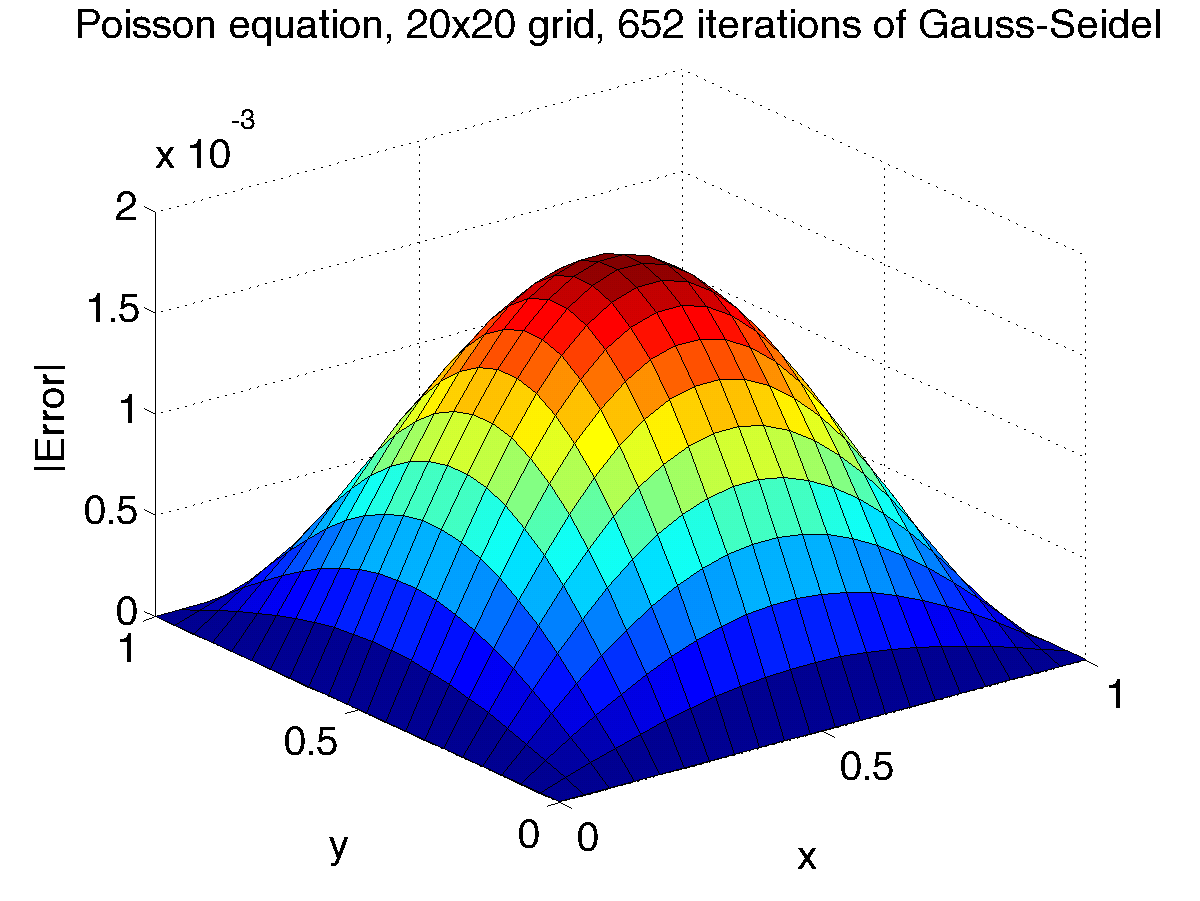 Poisson equation, 20x20 grid, 652 iterations of Gauss-Seidel
x 10⁻³
2
1.5
1
0.5
0
|Error|
1
0.5
0
y
0
0.5
1
x